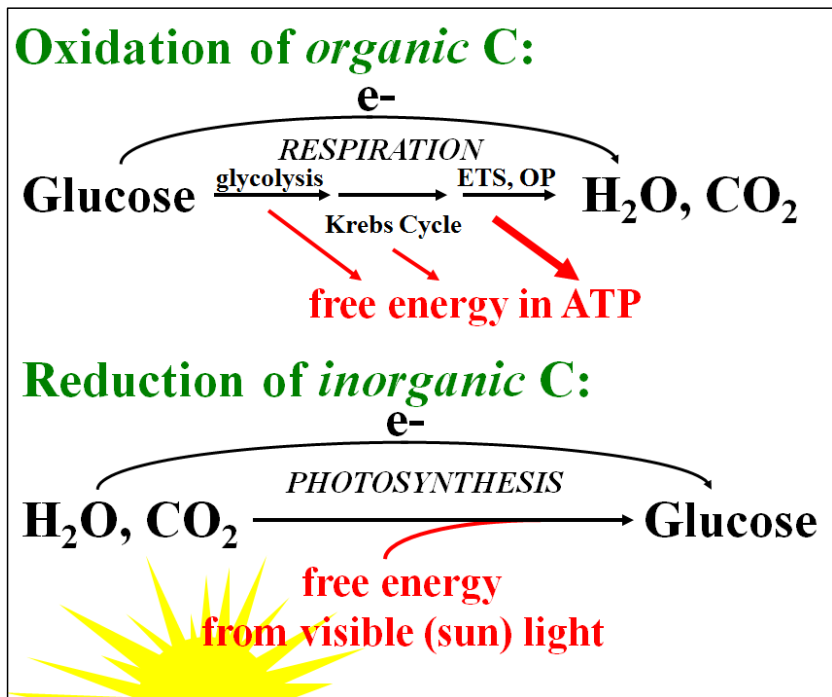 Oxidation of organic C:
e-
RESPIRATION
Glucose glycolysis ETS, OP H₂O, CO₂
Krebs Cycle
free energy in ATP
Reduction of inorganic C:
e-
PHOTOSYNTHESIS
H₂O, CO₂ Glucose
free energy
from visible (sun) light